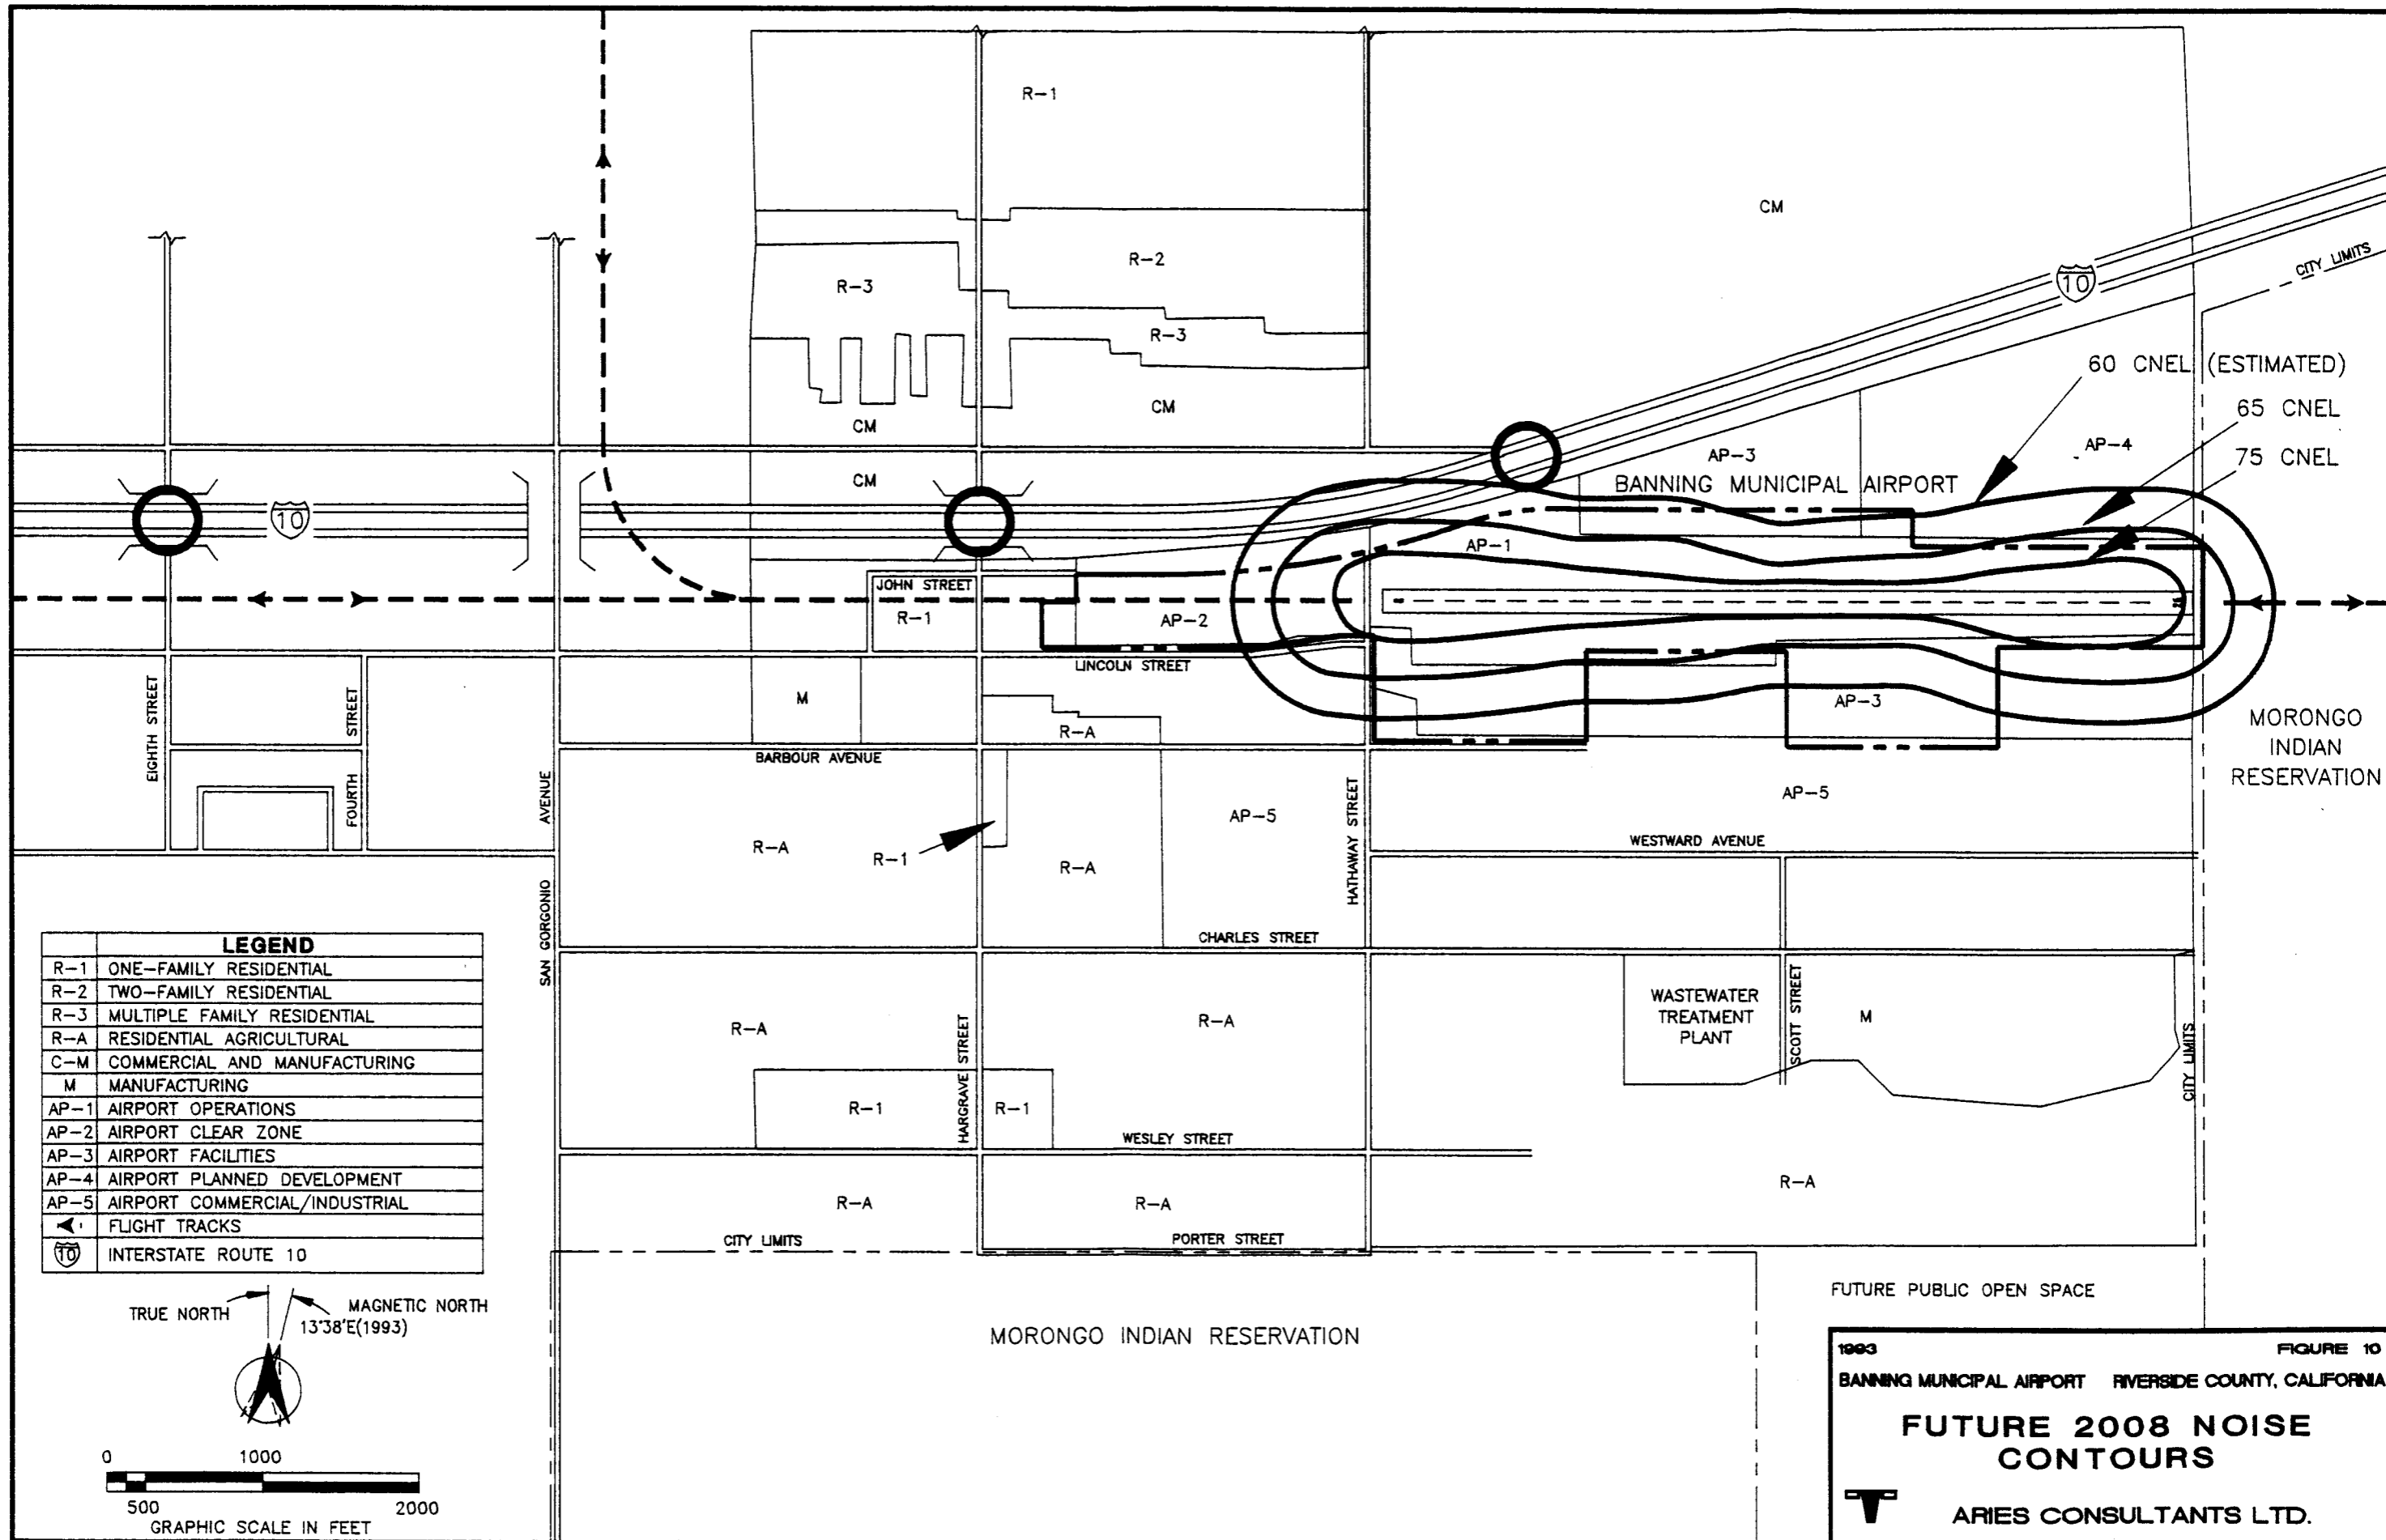 R-1
CM
R-2
R-3
R-3
10
CITY LIMITS
60 CNEL (ESTIMATED)
65 CNEL
75 CNEL
CM
CM
CM
AP-3
AP-4
BANNING MUNICIPAL AIRPORT
10
AP-1
JOHN STREET
R-1
AP-2
26
LINCOLN STREET
EIGHTH STREET
FOURTH STREET
M
R-A
AP-3
MORONGO
INDIAN
RESERVATION
BARBOUR AVENUE
SAN GORGONIO AVENUE
HATHAWAY STREET
AP-5
AP-5
R-A
R-1
R-A
WESTWARD AVENUE
CHARLES STREET
LEGEND
R-1 ONE-FAMILY RESIDENTIAL
R-2 TWO-FAMILY RESIDENTIAL
R-3 MULTIPLE FAMILY RESIDENTIAL
R-A RESIDENTIAL AGRICULTURAL
C-M COMMERCIAL AND MANUFACTURING
M MANUFACTURING
AP-1 AIRPORT OPERATIONS
AP-2 AIRPORT CLEAR ZONE
AP-3 AIRPORT FACILITIES
AP-4 AIRPORT PLANNED DEVELOPMENT
AP-5 AIRPORT COMMERCIAL/INDUSTRIAL
FLIGHT TRACKS
10 INTERSTATE ROUTE 10
R-A
HARGRAVE STREET
R-A
WASTEWATER
TREATMENT
PLANT
SCOTT STREET
M
CITY LIMITS
R-1
R-1
WESLEY STREET
R-A
R-A
R-A
CITY LIMITS
PORTER STREET
TRUE NORTH
MAGNETIC NORTH
13°38'E(1993)
MORONGO INDIAN RESERVATION
FUTURE PUBLIC OPEN SPACE
0 1000
500 2000
GRAPHIC SCALE IN FEET
1993 FIGURE 10
BANNING MUNICIPAL AIRPORT RIVERSIDE COUNTY, CALIFORNIA
FUTURE 2008 NOISE
CONTOURS
ARIES CONSULTANTS LTD.